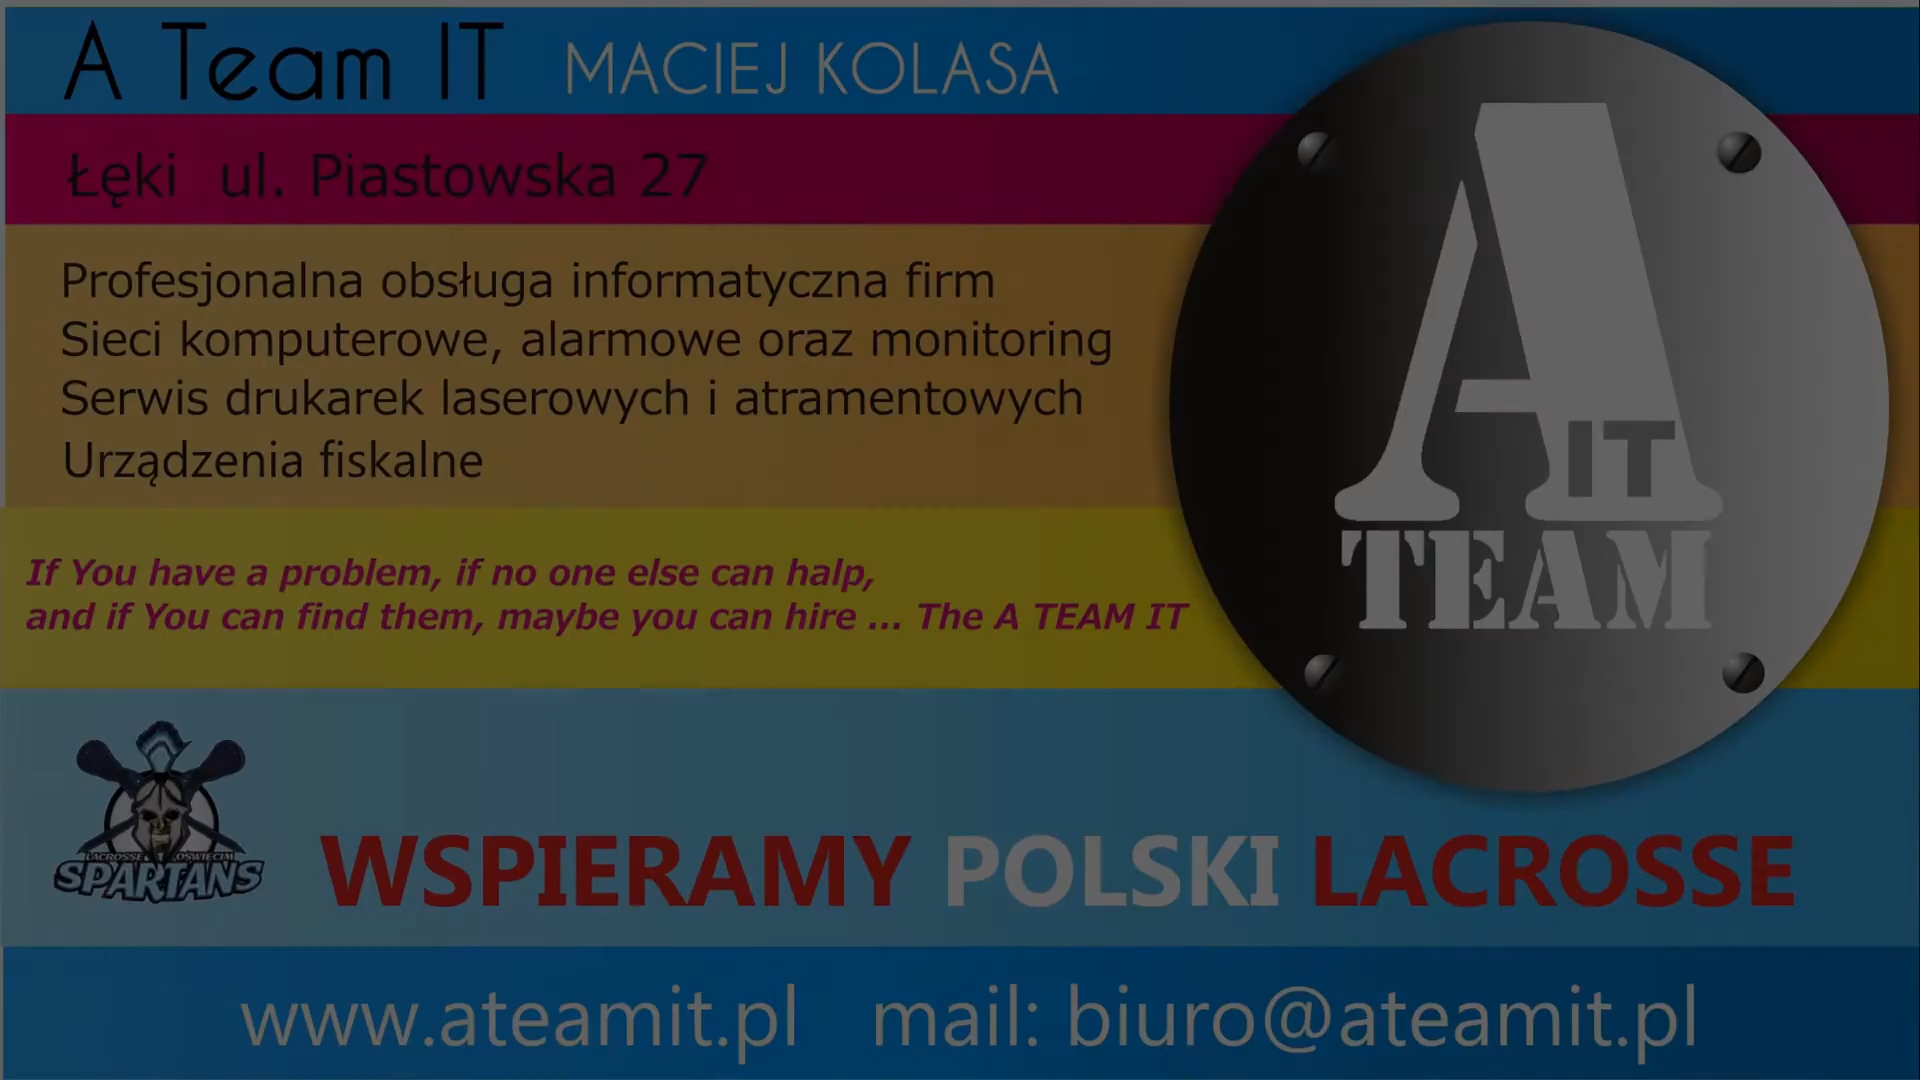 A Team IT MACIEJ KOLASA
Łęki ul. Piastowska 27
Profesjonalna obsługa informatyczna firm
Sieci komputerowe, alarmowe oraz monitoring
Serwis drukarek laserowych i atramentowych
Urządzenia fiskalne
If You have a problem, if no one else can halp,
and if You can find them, maybe you can hire ... The A TEAM IT
A
IT
TEAM
LACROSSE OŚWIĘCIM
SPARTANS
WSPIERAMY POLSKI LACROSSE
www.ateamit.pl mail: biuro@ateamit.pl